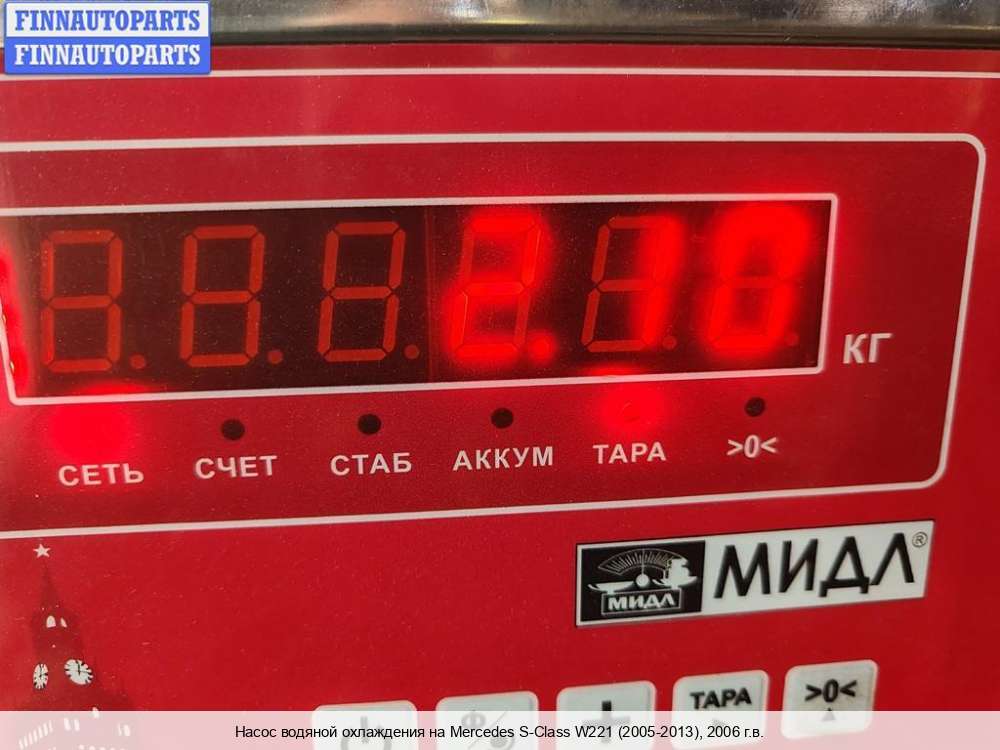 FINNAUTOPARTS
FINNAUTOPARTS
2.10
КГ
СЕТЬ СЧЕТ СТАБ АККУМ ТАРА >0<
МИДЛ МИДЛ®
ТАРА >0<
Насос водяной охлаждения на Mercedes S-Class W221 (2005-2013), 2006 г.в.